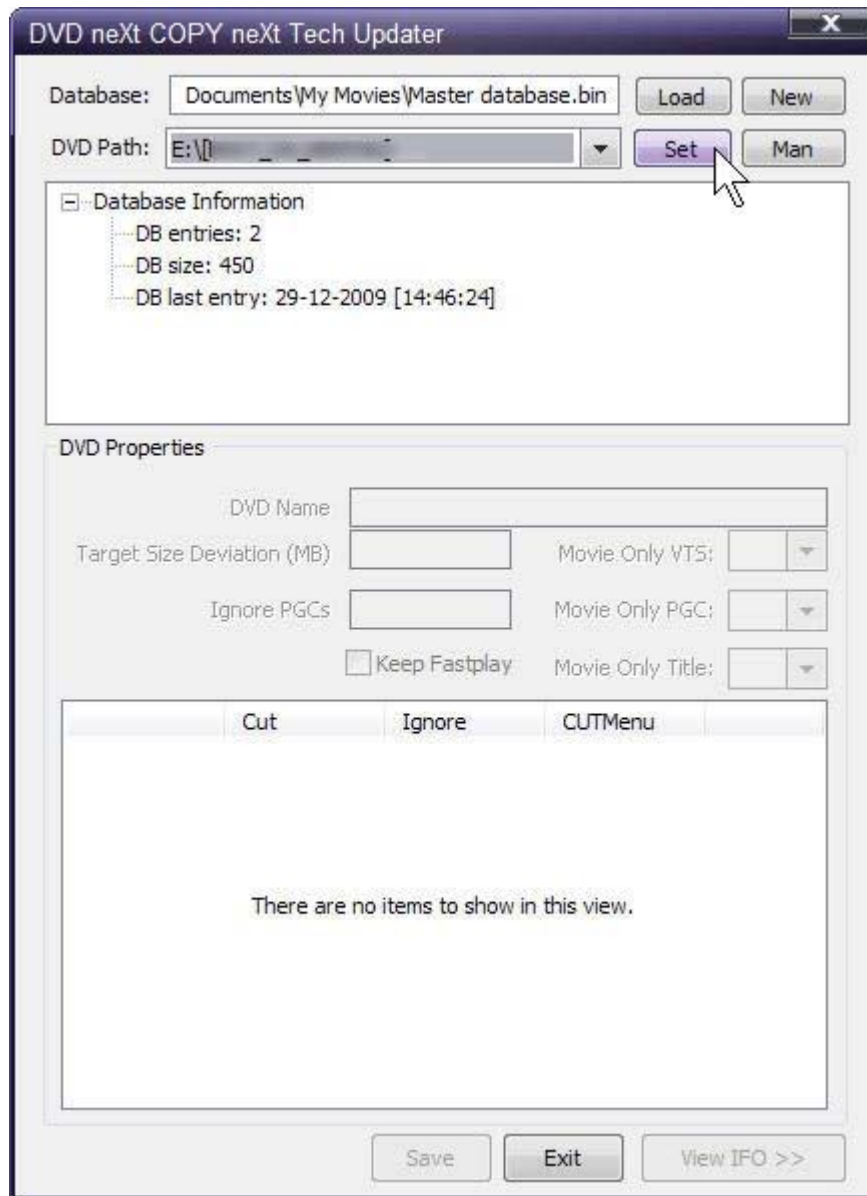 DVD neXt COPY neXt Tech Updater
X
Database: Documents\My Movies\Master database.bin Load New
DVD Path: E:\[ ] Set Man
Database Information
DB entries: 2
DB size: 450
DB last entry: 29-12-2009 [14:46:24]
DVD Properties
DVD Name
Target Size Deviation (MB) Movie Only VTS:
Ignore PGCs Movie Only PGC:
Keep Fastplay Movie Only Title:
Cut Ignore CUTMenu
There are no items to show in this view.
Save Exit View IFO >>